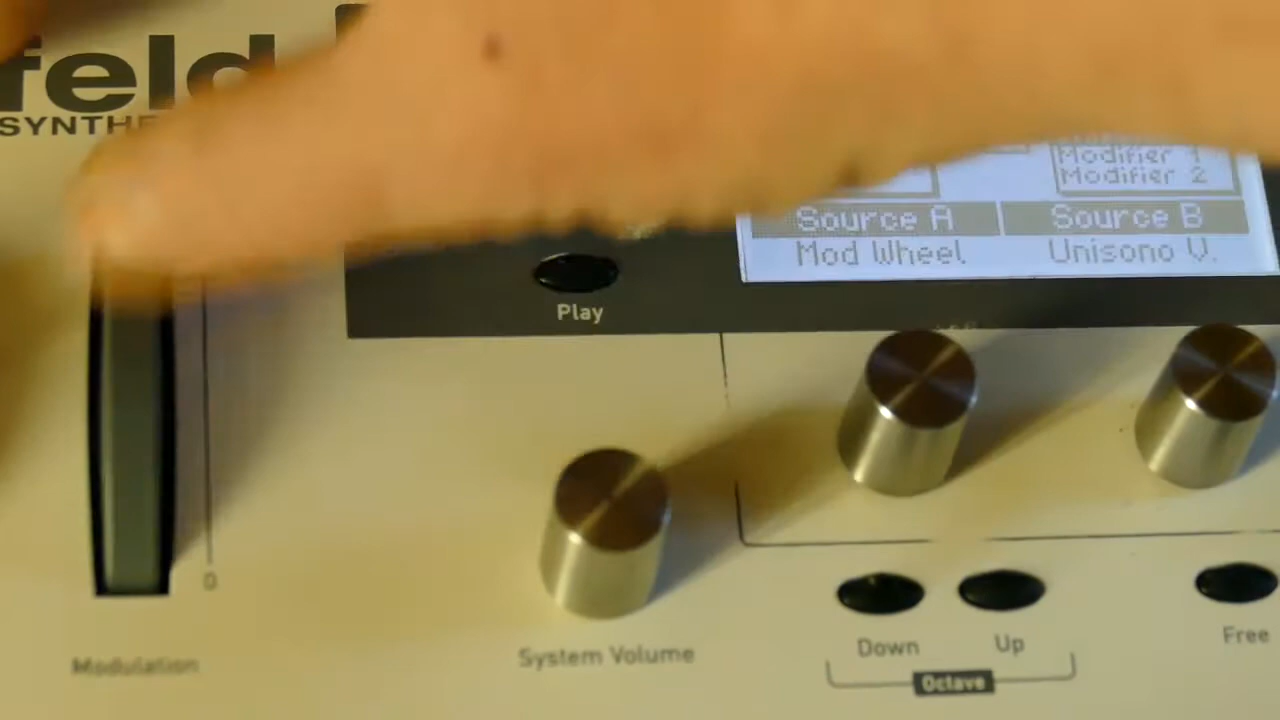 feld
SYNTHE
Modifier 1
Modifier 2
Source A Source B
Mod Wheel Unisono V.
Play
0
Modulation
System Volume
Down Up
Octave
Free